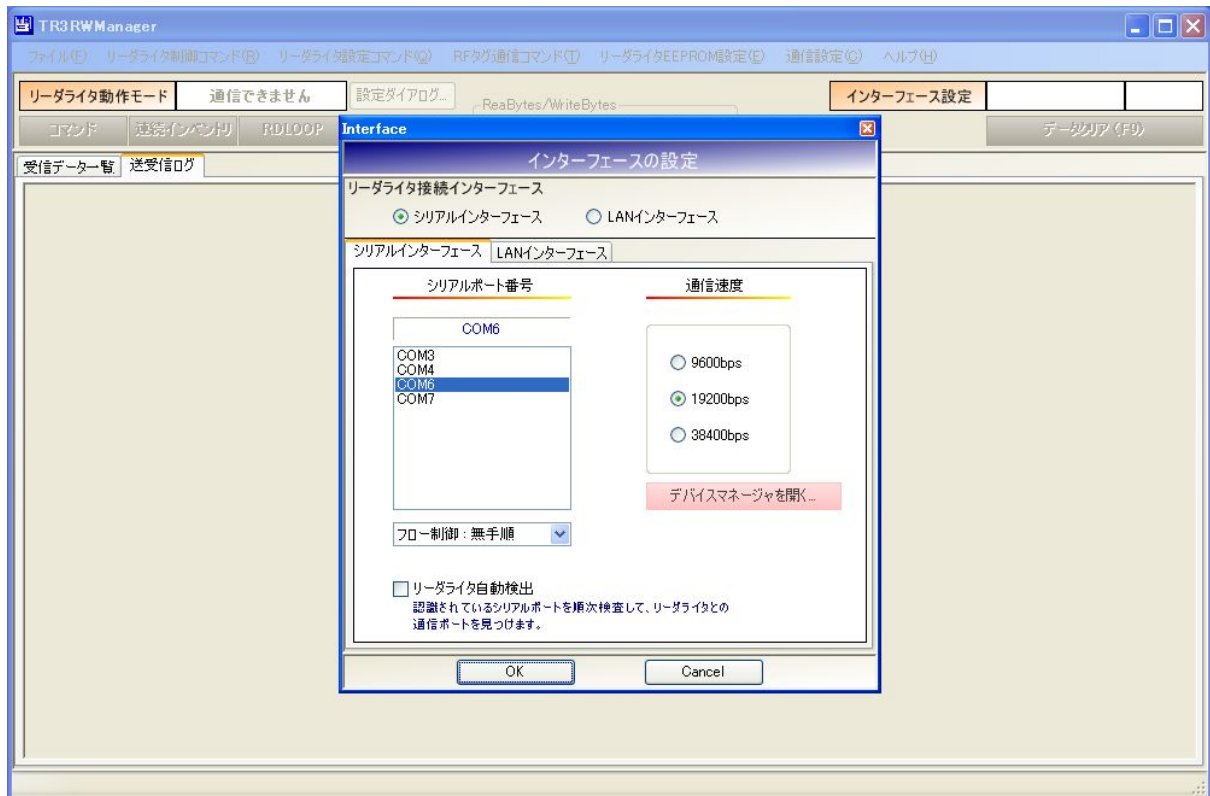 TR3RWManager
ファイル(F) リーダライタ制御コマンド(R) リーダライタ設定コマンド(Q) RFタグ通信コマンド(T) リーダライタEEPROM設定(E) 通信設定(C) ヘルプ(H)
リーダライタ動作モード 通信できません 設定ダイアログ... ReaBytes/WriteBytes インターフェース設定
コマンド 連続インベントリ RDLOOP データクリア (F9)
受信データ一覧 送受信ログ
Interface
インターフェースの設定
リーダライタ接続インターフェース
シリアルインターフェース LANインターフェース
シリアルインターフェース LANインターフェース
シリアルポート番号 通信速度
COM6
COM3
COM4
COM6
COM7
9600bps
19200bps
38400bps
デバイスマネージャを開く...
フロー制御 : 無手順
リーダライタ自動検出
認識されているシリアルポートを順次検査して、リーダライタとの
通信ポートを見つけます。
OK Cancel